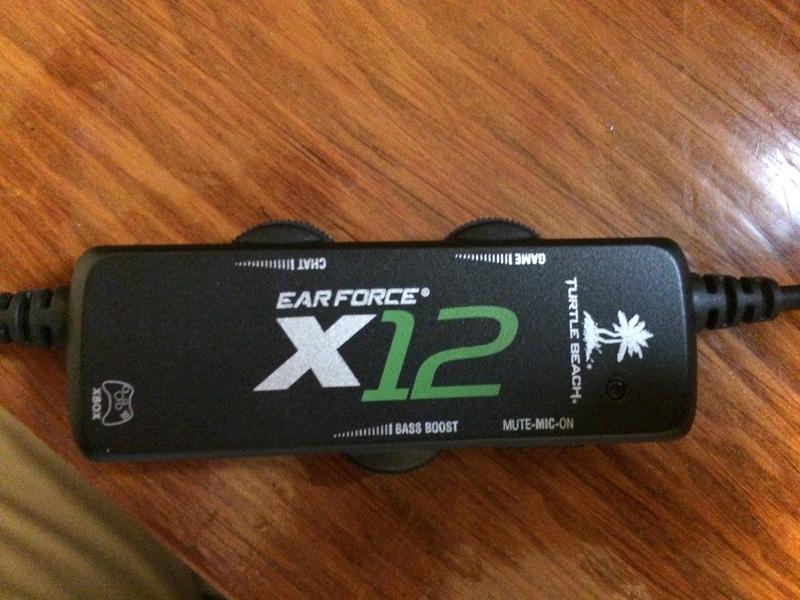 CHAT
GAME
EAR FORCE®
X12
TURTLE BEACH®
XBOX
BASS BOOST
MUTE-MIC-ON